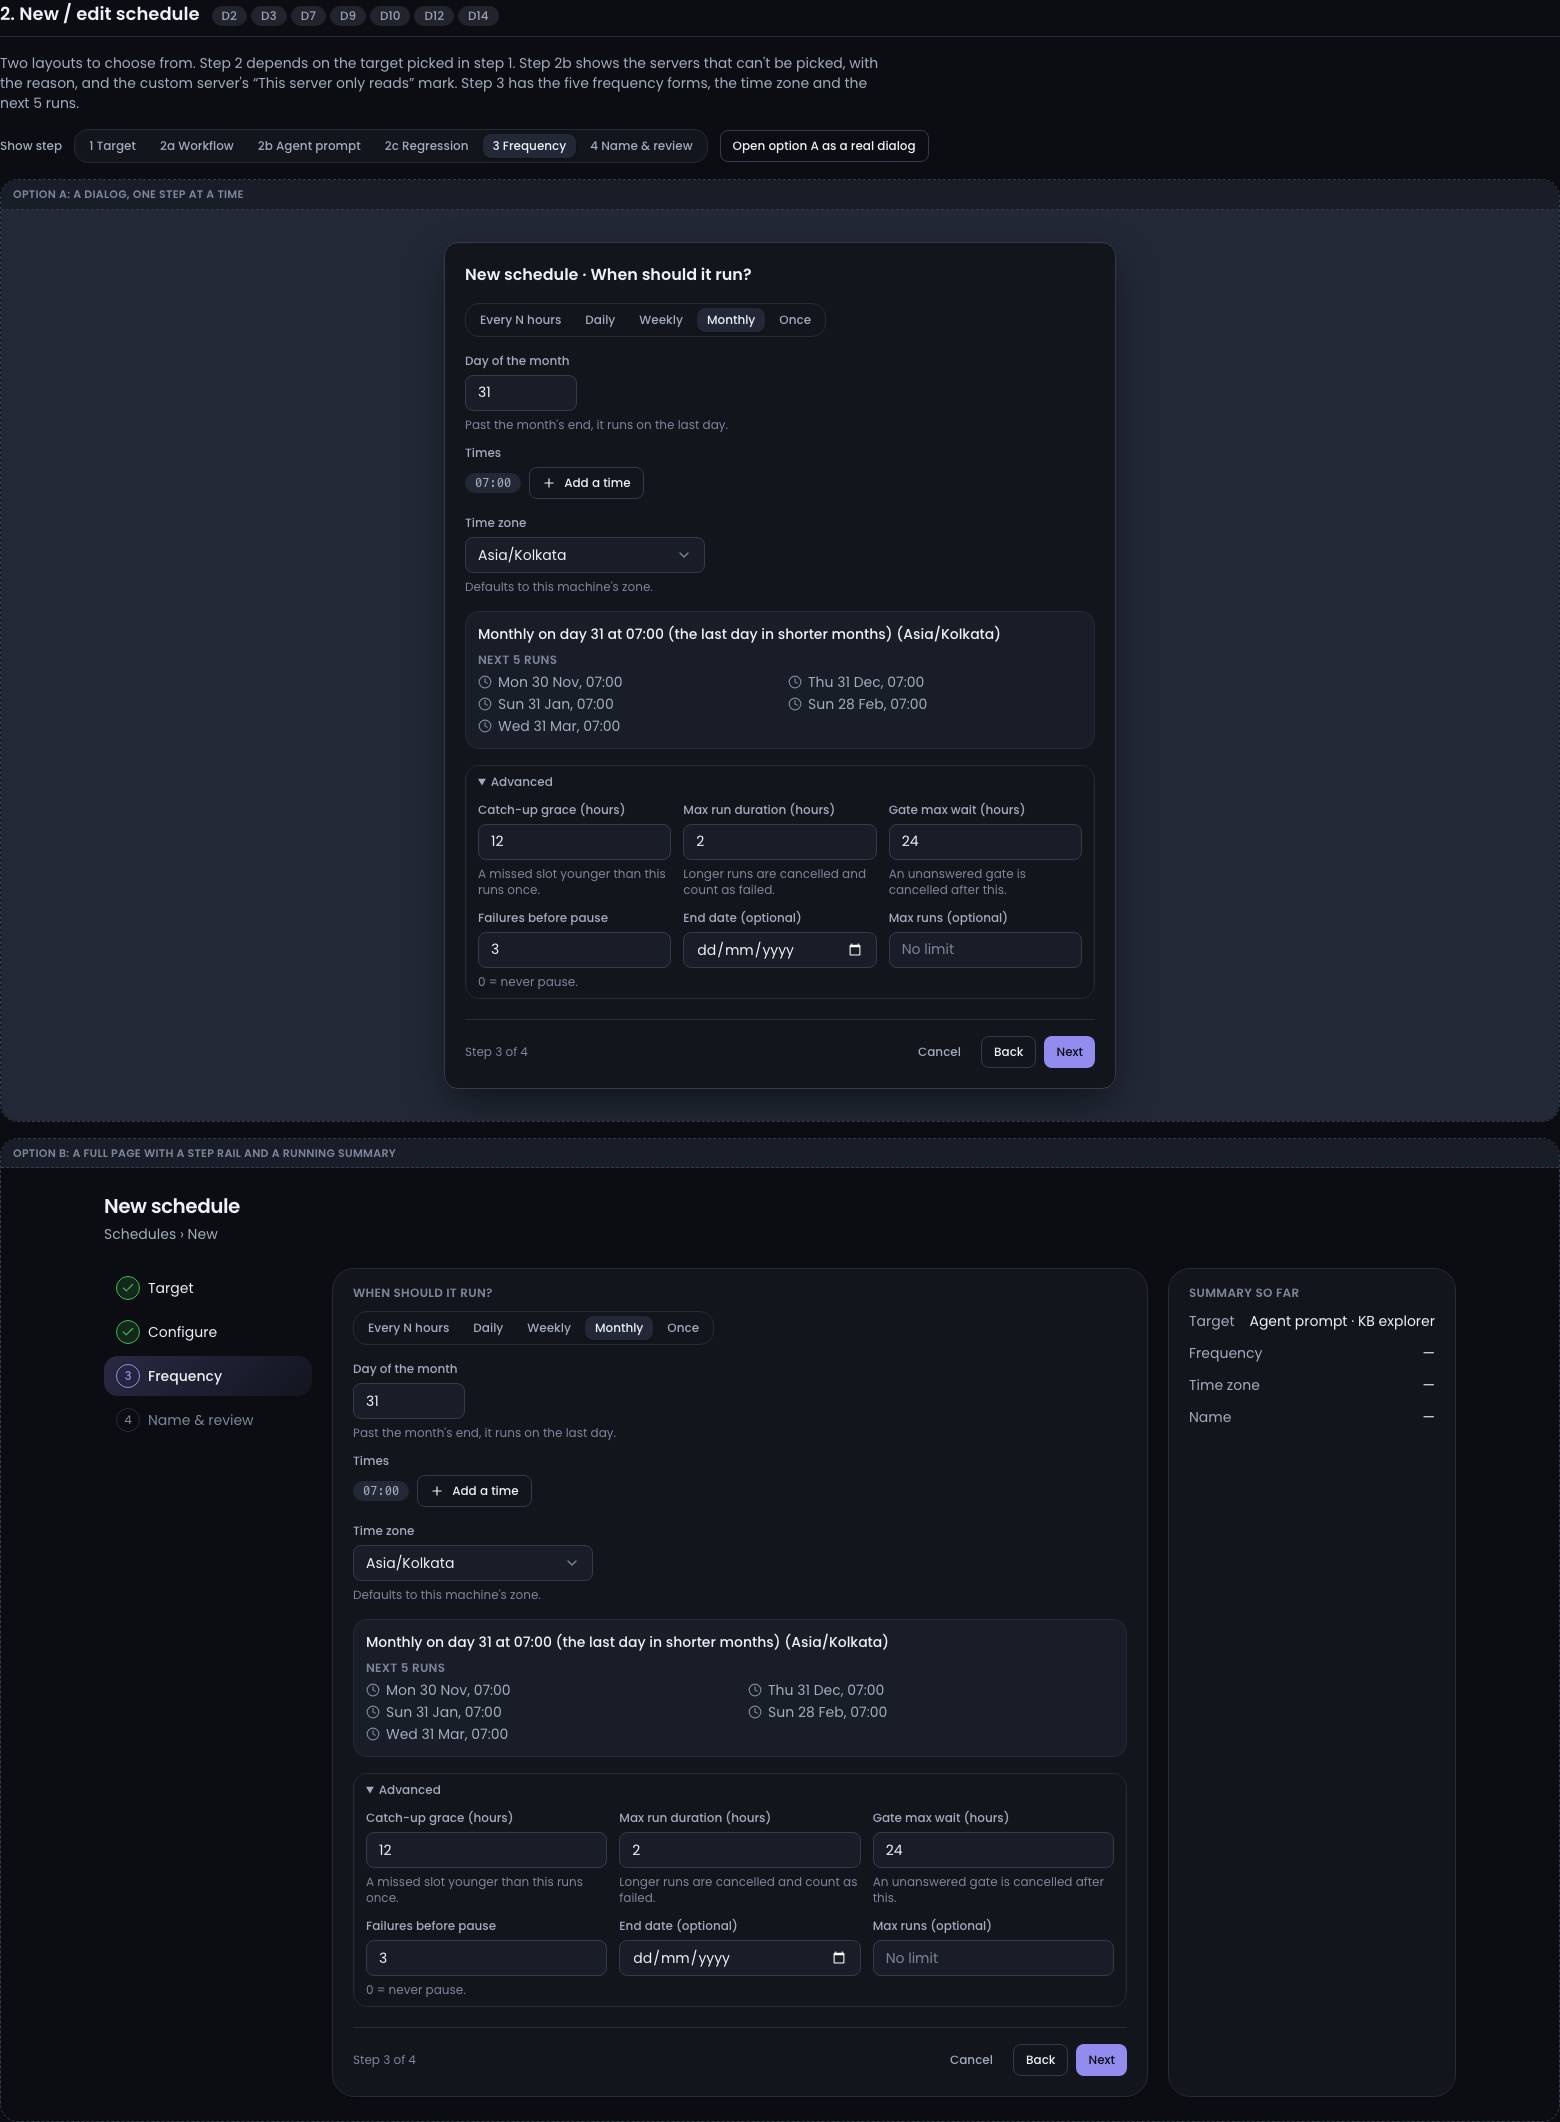 2. New / edit schedule D2 D3 D7 D9 D10 D12 D14
Two layouts to choose from. Step 2 depends on the target picked in step 1. Step 2b shows the servers that can't be picked, with
the reason, and the custom server's “This server only reads” mark. Step 3 has the five frequency forms, the time zone and the
next 5 runs.
Show step 1 Target 2a Workflow 2b Agent prompt 2c Regression 3 Frequency 4 Name & review Open option A as a real dialog
OPTION A: A DIALOG, ONE STEP AT A TIME
New schedule · When should it run?
Every N hours Daily Weekly Monthly Once
Day of the month
31
Past the month's end, it runs on the last day.
Times
07:00 + Add a time
Time zone
Asia/Kolkata
Defaults to this machine's zone.
Monthly on day 31 at 07:00 (the last day in shorter months) (Asia/Kolkata)
NEXT 5 RUNS
Mon 30 Nov, 07:00 Thu 31 Dec, 07:00
Sun 31 Jan, 07:00 Sun 28 Feb, 07:00
Wed 31 Mar, 07:00
▼ Advanced
Catch-up grace (hours) Max run duration (hours) Gate max wait (hours)
12 2 24
A missed slot younger than this Longer runs are cancelled and An unanswered gate is
runs once. count as failed. cancelled after this.
Failures before pause End date (optional) Max runs (optional)
3 dd/mm/yyyy No limit
0 = never pause.
Step 3 of 4 Cancel Back Next
OPTION B: A FULL PAGE WITH A STEP RAIL AND A RUNNING SUMMARY
New schedule
Schedules › New
Target
Configure
3 Frequency
4 Name & review
WHEN SHOULD IT RUN?
Every N hours Daily Weekly Monthly Once
Day of the month
31
Past the month's end, it runs on the last day.
Times
07:00 + Add a time
Time zone
Asia/Kolkata
Defaults to this machine's zone.
Monthly on day 31 at 07:00 (the last day in shorter months) (Asia/Kolkata)
NEXT 5 RUNS
Mon 30 Nov, 07:00 Thu 31 Dec, 07:00
Sun 31 Jan, 07:00 Sun 28 Feb, 07:00
Wed 31 Mar, 07:00
▼ Advanced
Catch-up grace (hours) Max run duration (hours) Gate max wait (hours)
12 2 24
A missed slot younger than this runs Longer runs are cancelled and count as An unanswered gate is cancelled after
once. failed. this.
Failures before pause End date (optional) Max runs (optional)
3 dd/mm/yyyy No limit
0 = never pause.
Step 3 of 4 Cancel Back Next
SUMMARY SO FAR
Target Agent prompt · KB explorer
Frequency —
Time zone —
Name —